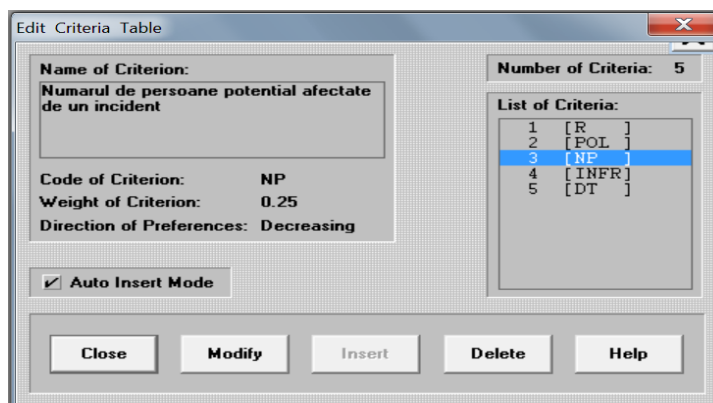 Edit Criteria Table
Name of Criterion:
Numarul de persoane potential afectate
de un incident
Code of Criterion: NP
Weight of Criterion: 0.25
Direction of Preferences: Decreasing
Auto Insert Mode
Number of Criteria: 5
List of Criteria:
1 [R ]
2 [POL ]
3 [NP ]
4 [INFR]
5 [DT ]
Close Modify Insert Delete Help